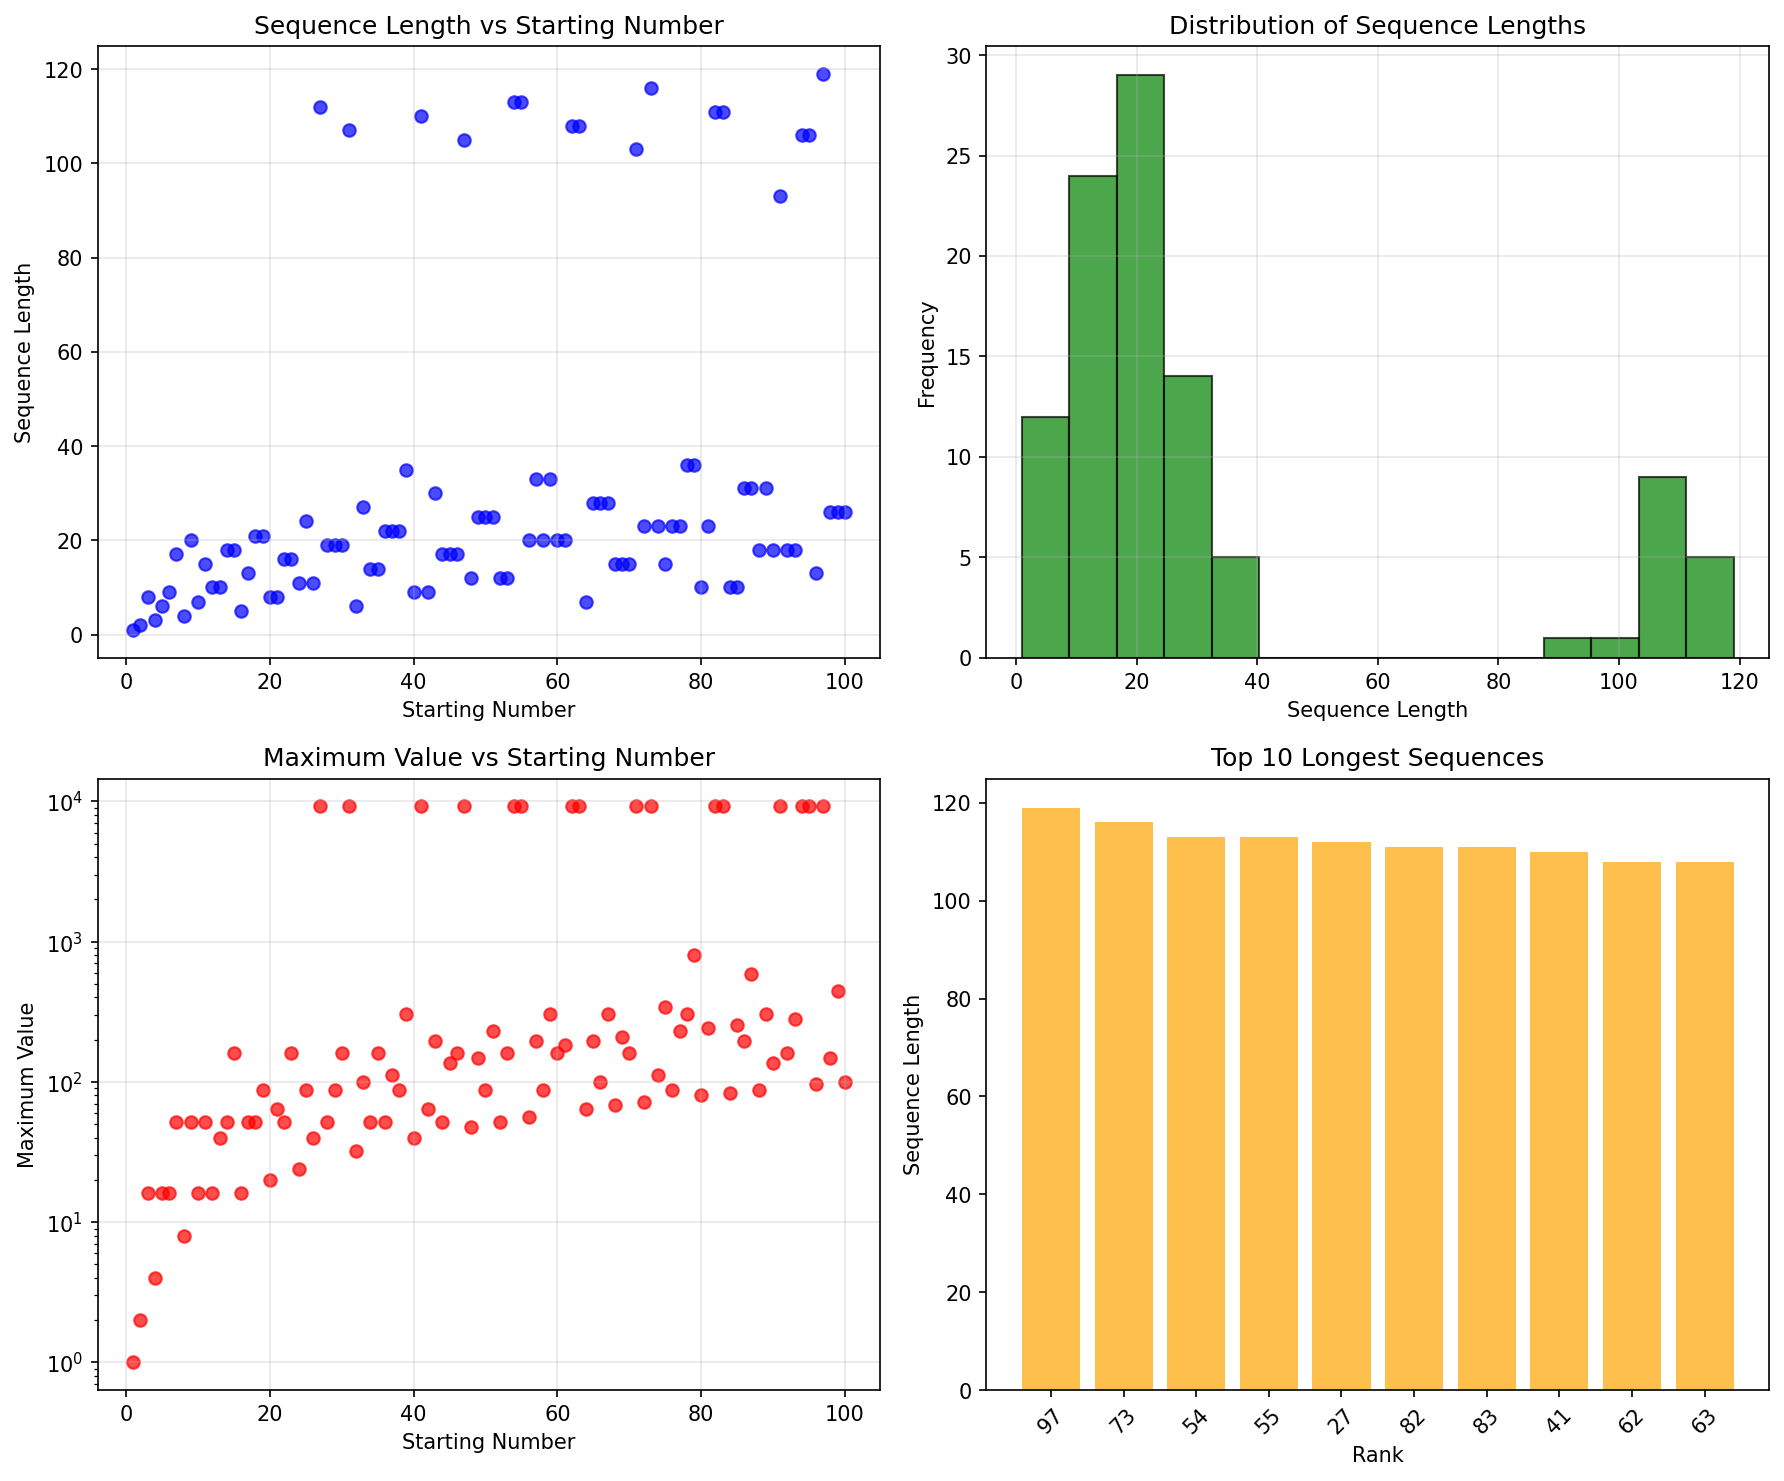 Sequence Length vs Starting Number
120
100
80
60
40
20
0
Sequence Length
0 20 40 60 80 100
Starting Number
Distribution of Sequence Lengths
30
25
20
15
10
5
0
Frequency
0 20 40 60 80 100 120
Sequence Length
Maximum Value vs Starting Number
10⁴
10³
10²
10¹
10⁰
Maximum Value
0 20 40 60 80 100
Starting Number
Top 10 Longest Sequences
120
100
80
60
40
20
0
Sequence Length
97 73 54 55 27 82 83 41 62 63
Rank